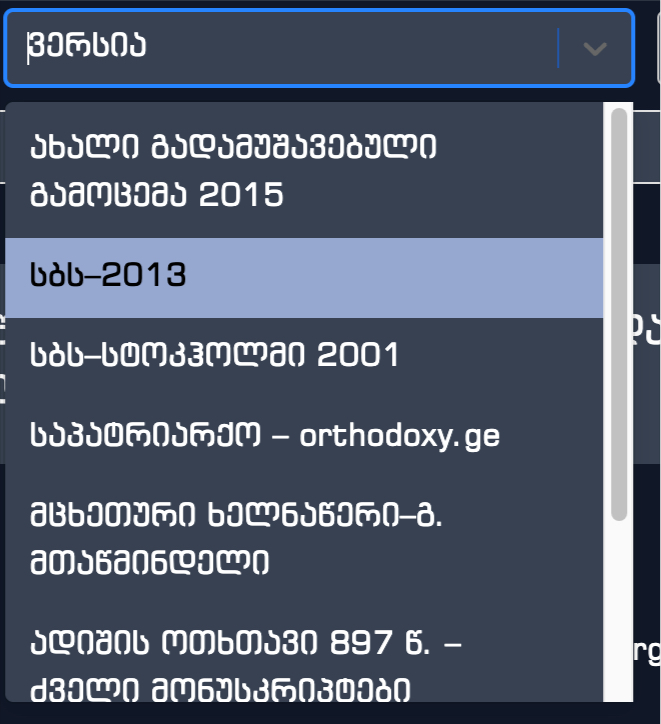 ვერსია
ახალი გადამუშავებული
გამოცემა 2015
სბს–2013
სბს–სტოკჰოლმი 2001
საპატრიარქო – orthodoxy.ge
მცხეთური ხელნაწერი–გ.
მთაწმინდელი
ადიშის ოთხთავი 897 წ. –
ძველი მონუსკრიპტები